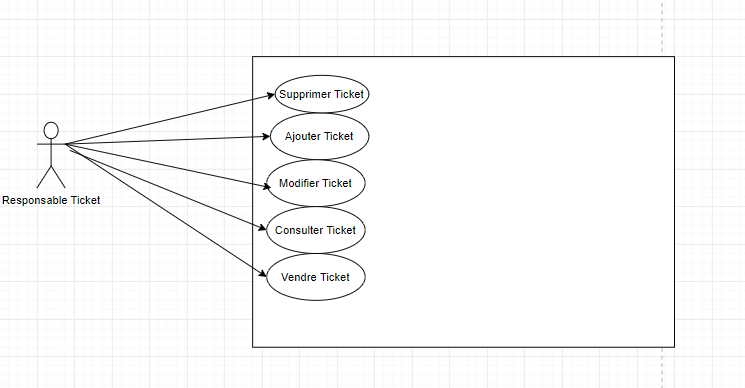 Supprimer Ticket
Ajouter Ticket
Modifier Ticket
Responsable Ticket
Consulter Ticket
Vendre Ticket